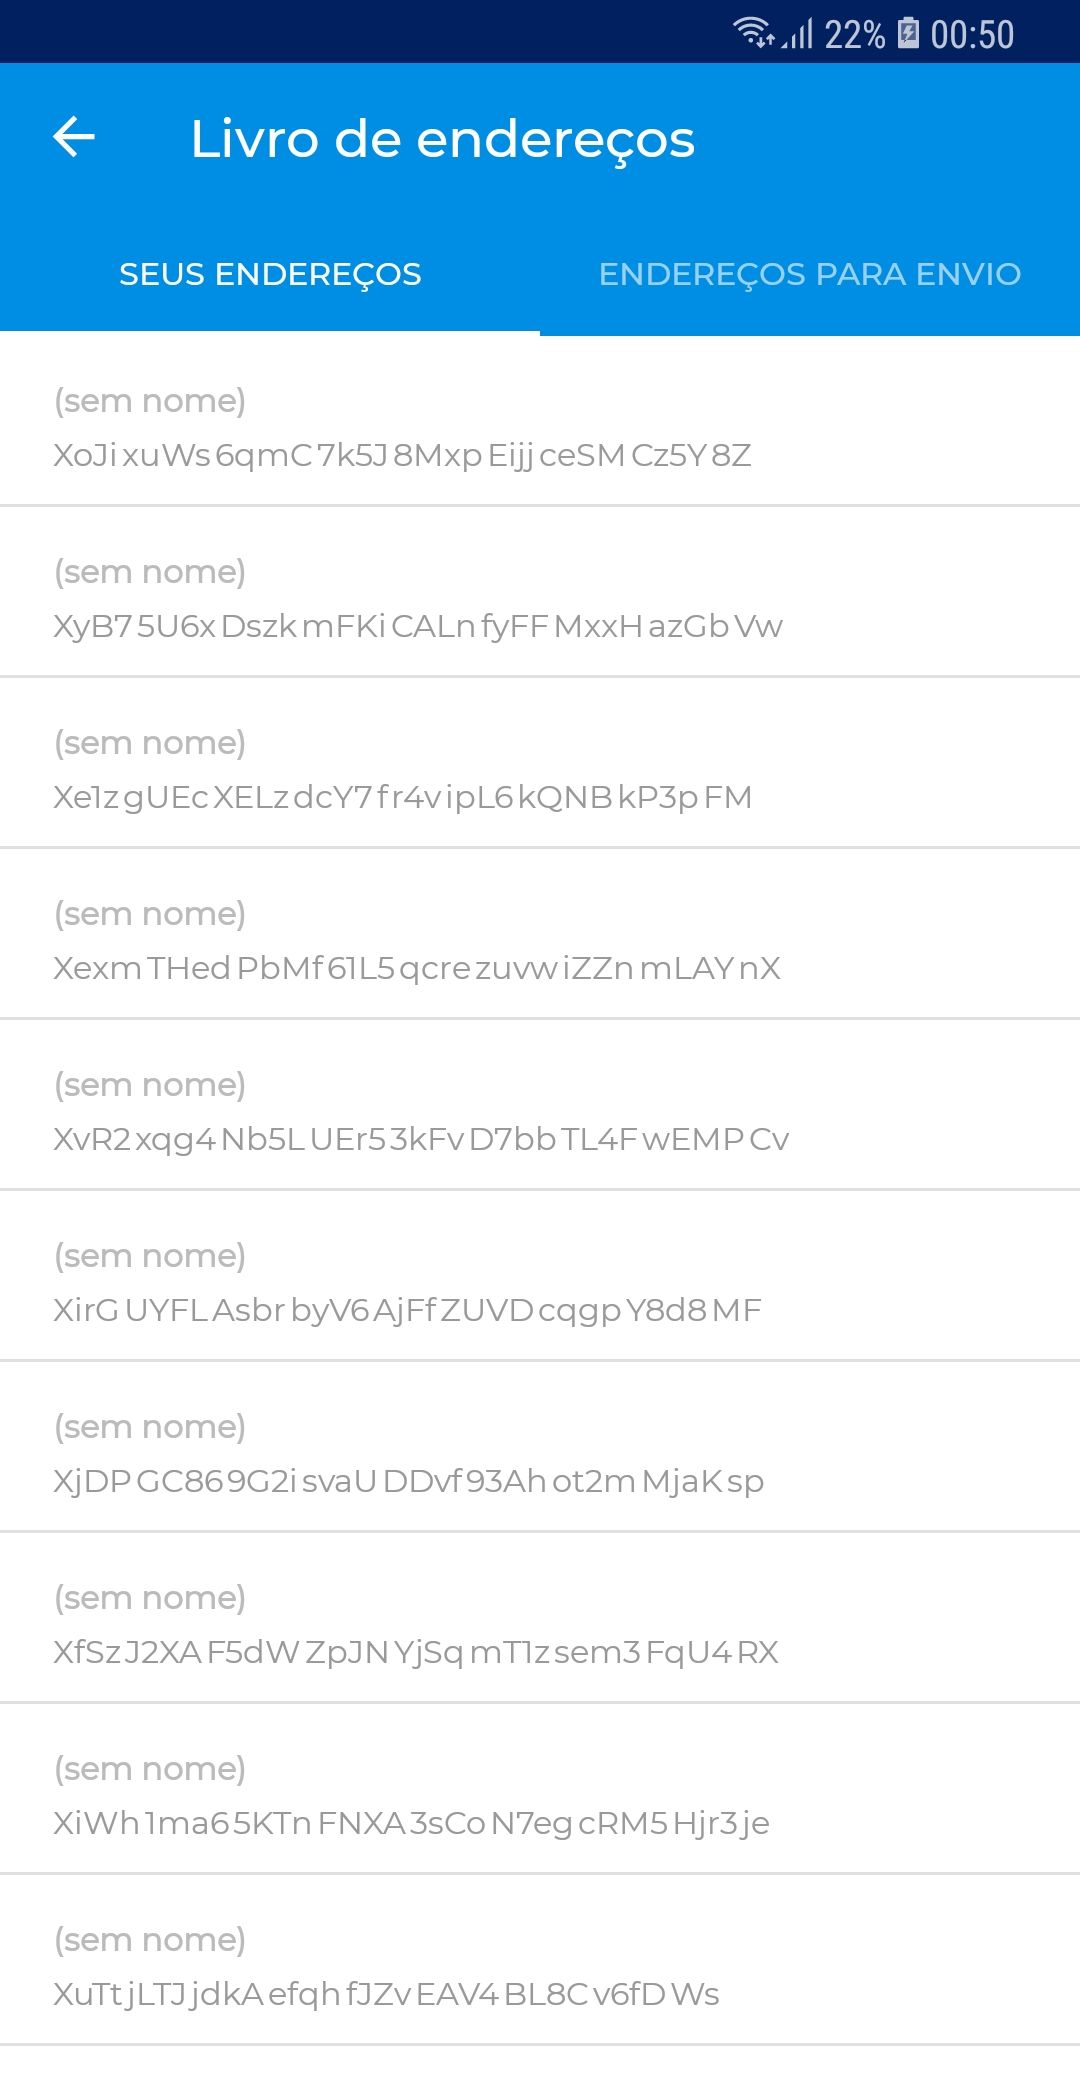 22% 00:50
Livro de endereços
SEUS ENDEREÇOS ENDEREÇOS PARA ENVIO
(sem nome)
XoJi xuWs 6qmC 7k5J 8Mxp Eijj ceSM Cz5Y 8Z
(sem nome)
XyB7 5U6x Dszk mFKi CALn fyFF MxxH azGb Vw
(sem nome)
Xe1z gUEc XELz dcY7 fr4v ipL6 kQNB kP3p FM
(sem nome)
Xexm THed PbMf 61L5 qcre zuvw iZZn mLAY nX
(sem nome)
XvR2 xqg4 Nb5L UEr5 3kFv D7bb TL4F wEMP Cv
(sem nome)
XirG UYFL Asbr byV6 AjFf ZUVD cqgp Y8d8 MF
(sem nome)
XjDP GC86 9G2i svaU DDvf 93Ah ot2m MjaK sp
(sem nome)
XfSz J2XA F5dW ZpJN YjSq mT1z sem3 FqU4 RX
(sem nome)
XiWh 1ma6 5KTn FNXA 3sCo N7eg cRM5 Hjr3 je
(sem nome)
XuTt jLTJ jdkA efqh fJZv EAV4 BL8C v6fD Ws